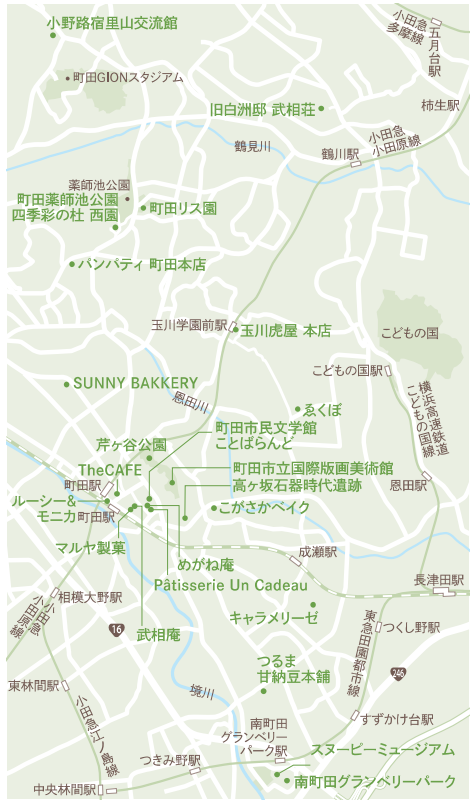 小野路宿里山交流館
小田急
多摩線
五月台駅
町田GIONスタジアム
旧白洲邸 武相荘
柿生駅
小田急
小田原線
鶴見川
鶴川駅
薬師池公園
町田薬師池公園
四季彩の杜 西園
町田リス園
パンパティ 町田本店
玉川学園前駅
玉川虎屋 本店
こどもの国
こどもの国駅
横浜高速鉄道
こどもの国線
SUNNY BAKKERY
恩田川
ゑくぼ
町田市民文学館
ことばらんど
芹ヶ谷公園
TheCAFE
町田市立国際版画美術館
高ヶ坂石器時代遺跡
恩田駅
町田駅
ルーシー&
モニカ
町田駅
こがさかベイク
マルヤ製菓
めがね庵
成瀬駅
Pâtisserie Un Cadeau
長津田駅
相模大野駅
小田急
小田原線
キャラメリーゼ
16
武相庵
東急田園都市線
つくし野駅
つるま
甘納豆本舗
246
東林間駅
小田急江ノ島線
境川
南町田
グランベリー
パーク駅
すずかけ台駅
つきみ野駅
スヌーピーミュージアム
中央林間駅
南町田グランベリーパーク